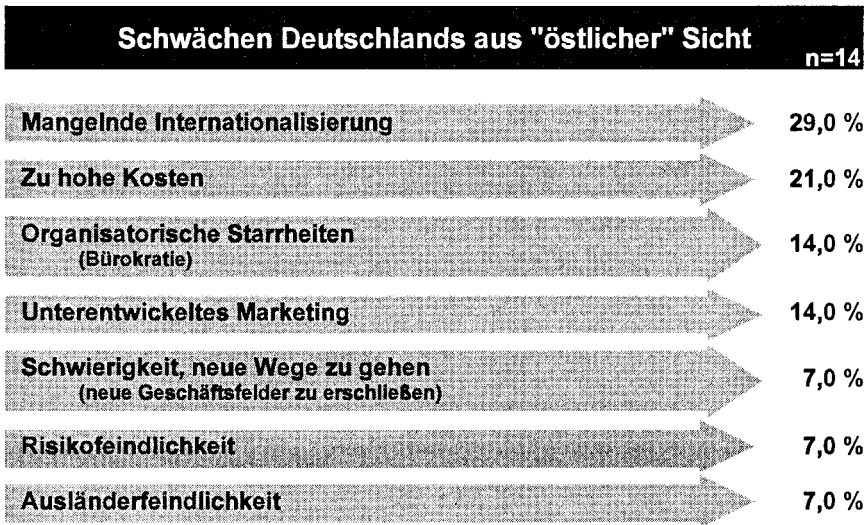 Schwächen Deutschlands aus "östlicher" Sicht
n=14
Mangelnde Internationalisierung 29,0 %
Zu hohe Kosten 21,0 %
Organisatorische Starrheiten
(Bürokratie) 14,0 %
Unterentwickeltes Marketing 14,0 %
Schwierigkeit, neue Wege zu gehen
(neue Geschäftsfelder zu erschließen) 7,0 %
Risikofeindlichkeit 7,0 %
Ausländerfeindlichkeit 7,0 %